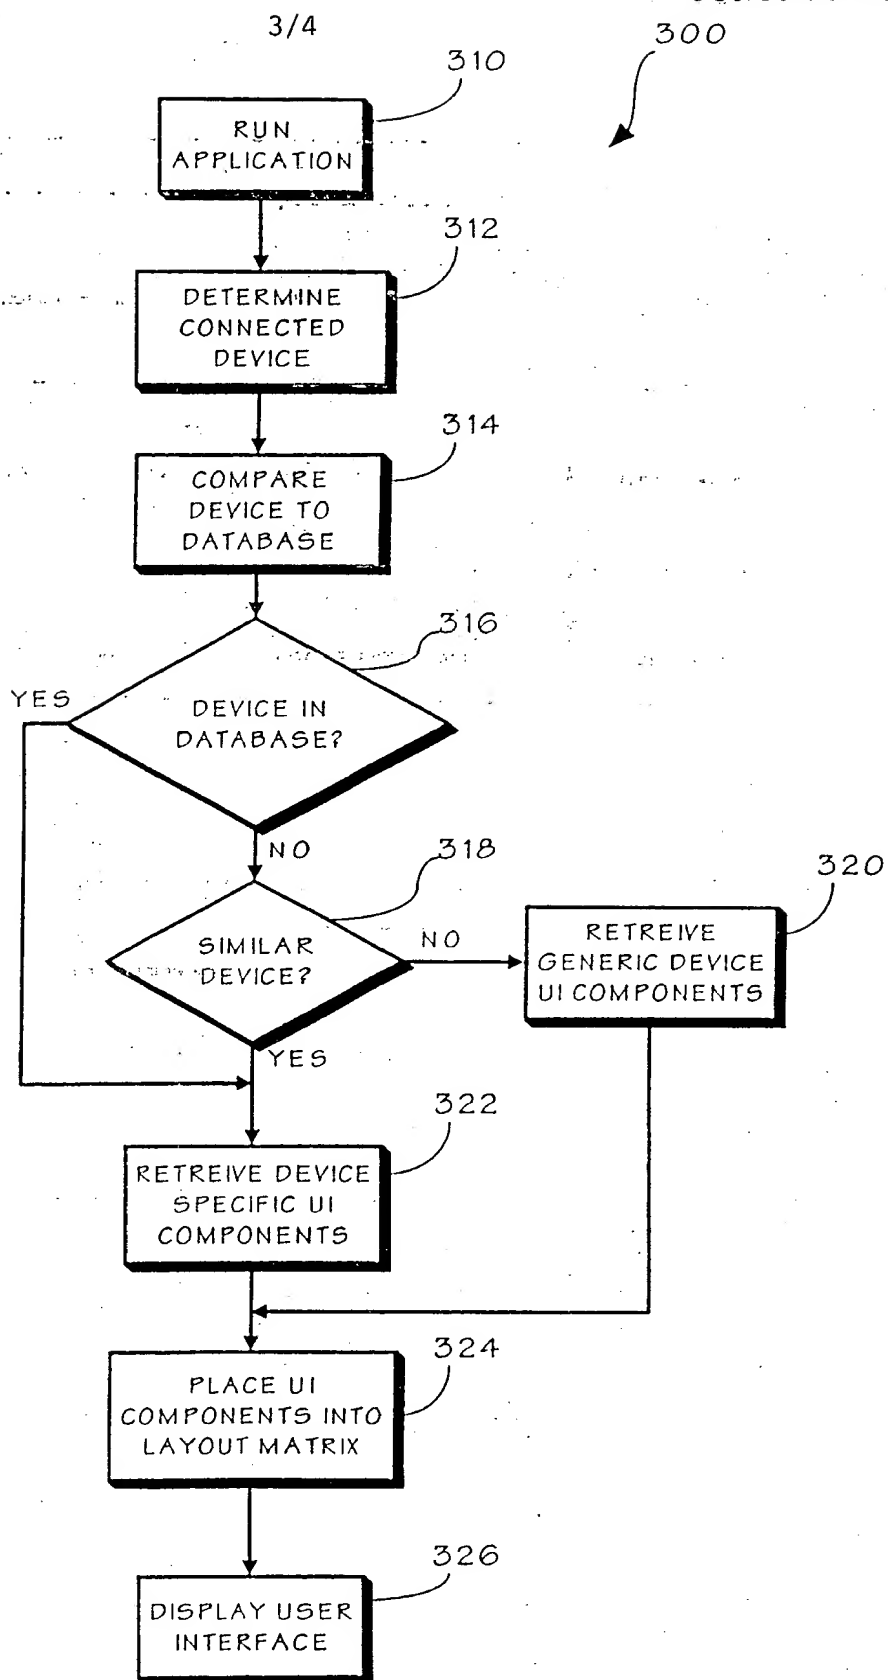 3/4
300
310
RUN
APPLICATION
312
DETERMINE
CONNECTED
DEVICE
314
COMPARE
DEVICE TO
DATABASE
316
YES
DEVICE IN
DATABASE?
NO
318
SIMILAR
DEVICE?
NO
320
RETREIVE
GENERIC DEVICE
UI COMPONENTS
YES
322
RETREIVE DEVICE
SPECIFIC UI
COMPONENTS
324
PLACE UI
COMPONENTS INTO
LAYOUT MATRIX
326
DISPLAY USER
INTERFACE